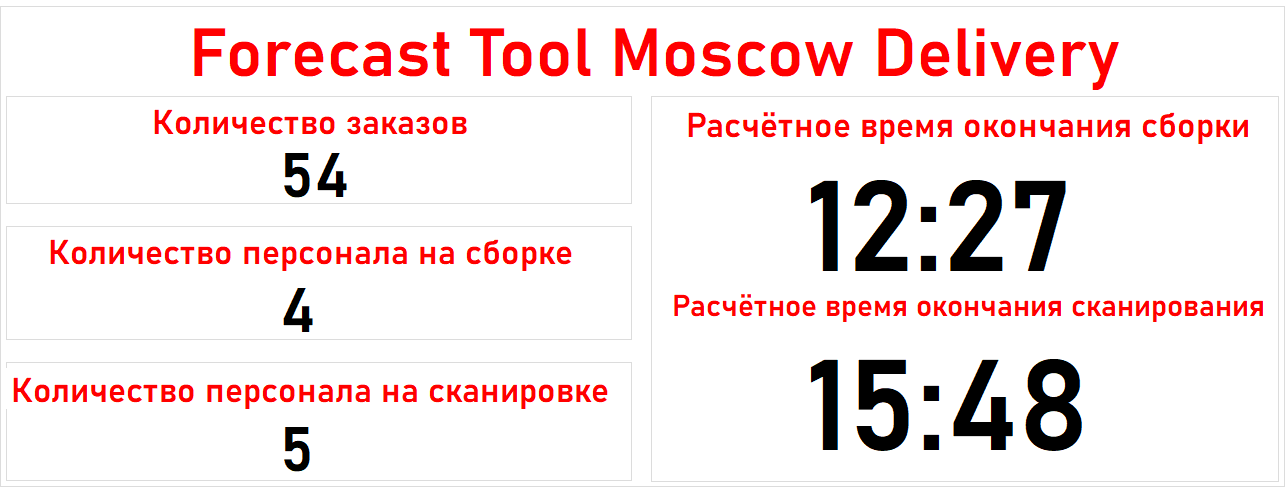 Forecast Tool Moscow Delivery
Количество заказов
54
Количество персонала на сборке
4
Количество персонала на сканировке
5
Расчётное время окончания сборки
12:27
Расчётное время окончания сканирования
15:48